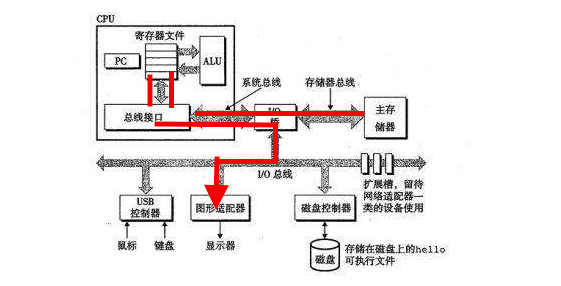 CPU
寄存器文件
PC
ALU
系统总线
存储器总线
总线接口
主存
储器
I/O 总线
扩展槽，留待
网络适配器一
类的设备使用
USB
控制器
图形适配器
磁盘控制器
鼠标
键盘
显示器
磁盘
存储在磁盘上的hello
可执行文件